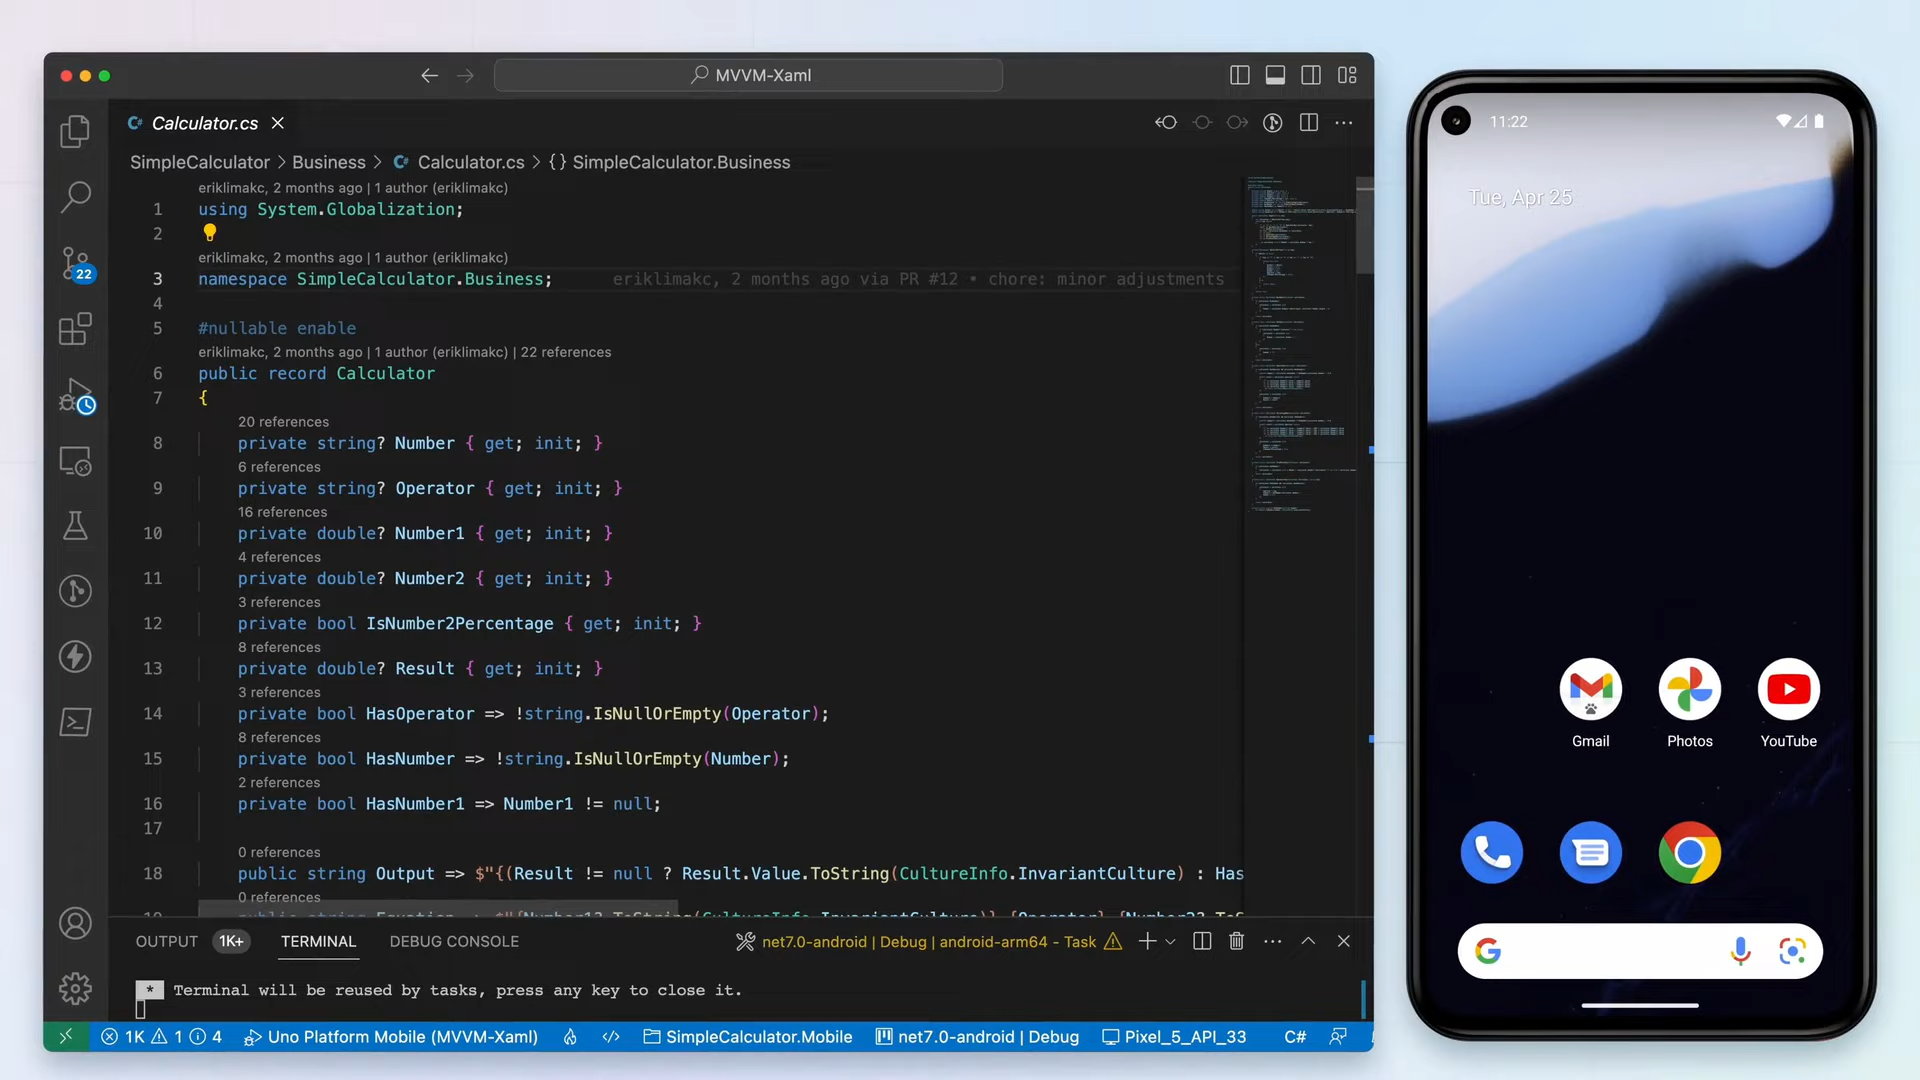 MVVM-Xaml
Calculator.cs
SimpleCalculator > Business > Calculator.cs > {} SimpleCalculator.Business
eriklimakc, 2 months ago | 1 author (eriklimakc)
1 using System.Globalization;
2
eriklimakc, 2 months ago | 1 author (eriklimakc)
3 namespace SimpleCalculator.Business; eriklimakc, 2 months ago via PR #12 • chore: minor adjustments
4
5 #nullable enable
eriklimakc, 2 months ago | 1 author (eriklimakc) | 22 references
6 public record Calculator
7 {
20 references
8 private string? Number { get; init; }
6 references
9 private string? Operator { get; init; }
16 references
10 private double? Number1 { get; init; }
4 references
11 private double? Number2 { get; init; }
3 references
12 private bool IsNumber2Percentage { get; init; }
8 references
13 private double? Result { get; init; }
3 references
14 private bool HasOperator => !string.IsNullOrEmpty(Operator);
8 references
15 private bool HasNumber => !string.IsNullOrEmpty(Number);
2 references
16 private bool HasNumber1 => Number1 != null;
17
0 references
18 public string Output => $"{(Result != null ? Result.Value.ToString(CultureInfo.InvariantCulture) : Has
0 references
22
OUTPUT 1K+ TERMINAL DEBUG CONSOLE net7.0-android | Debug | android-arm64 - Task
* Terminal will be reused by tasks, press any key to close it.
1K 1 4 Uno Platform Mobile (MVVM-Xaml) </> SimpleCalculator.Mobile net7.0-android | Debug Pixel_5_API_33 C#
11:22
Tue, Apr 25
Gmail Photos YouTube